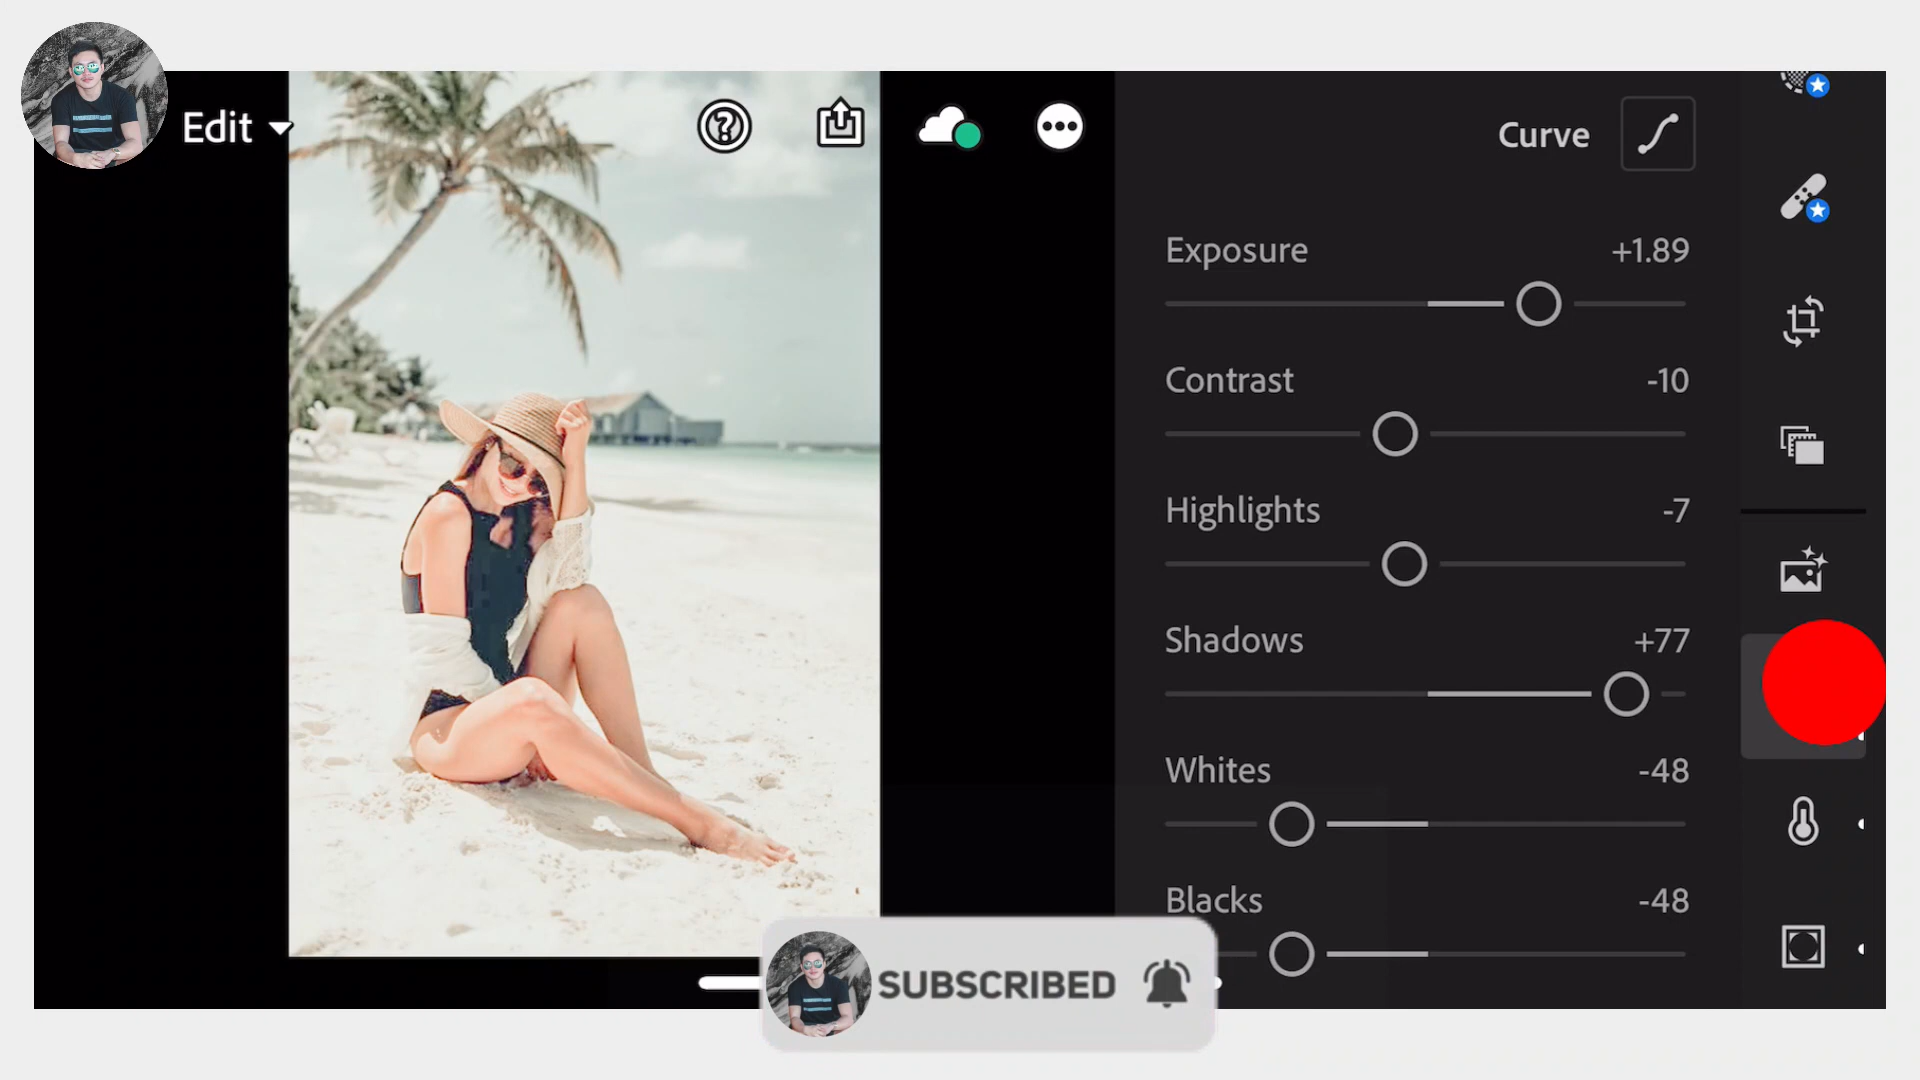 Edit
Curve
Exposure +1.89
Contrast -10
Highlights -7
Shadows +77
Whites -48
Blacks -48
SUBSCRIBED